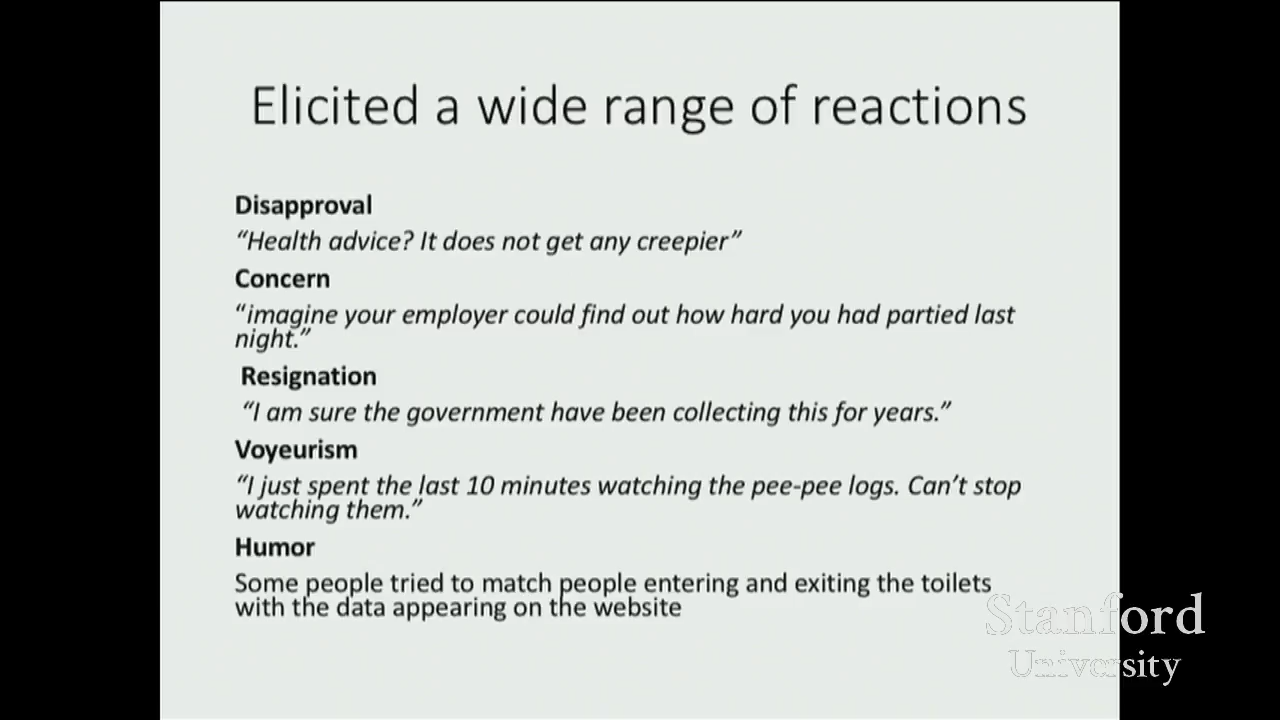 Elicited a wide range of reactions
Disapproval
“Health advice? It does not get any creepier”
Concern
“imagine your employer could find out how hard you had partied last
night.”
Resignation
“I am sure the government have been collecting this for years.”
Voyeurism
“I just spent the last 10 minutes watching the pee-pee logs. Can’t stop
watching them.”
Humor
Some people tried to match people entering and exiting the toilets
with the data appearing on the website
Stanford
University